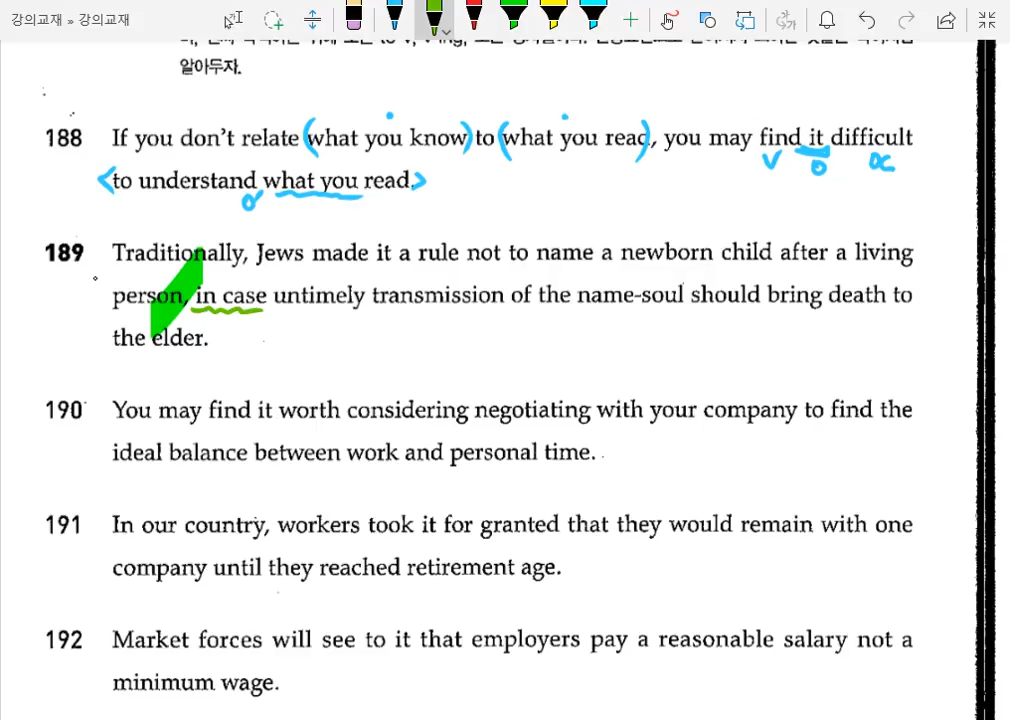 강의교재 » 강의교재
알아두자.
188 If you don't relate what you know to what you read, you may find it difficult
to understand what you read.
189 Traditionally, Jews made it a rule not to name a newborn child after a living
person, in case untimely transmission of the name-soul should bring death to
the elder.
190 You may find it worth considering negotiating with your company to find the
ideal balance between work and personal time.
191 In our country, workers took it for granted that they would remain with one
company until they reached retirement age.
192 Market forces will see to it that employers pay a reasonable salary not a
minimum wage.